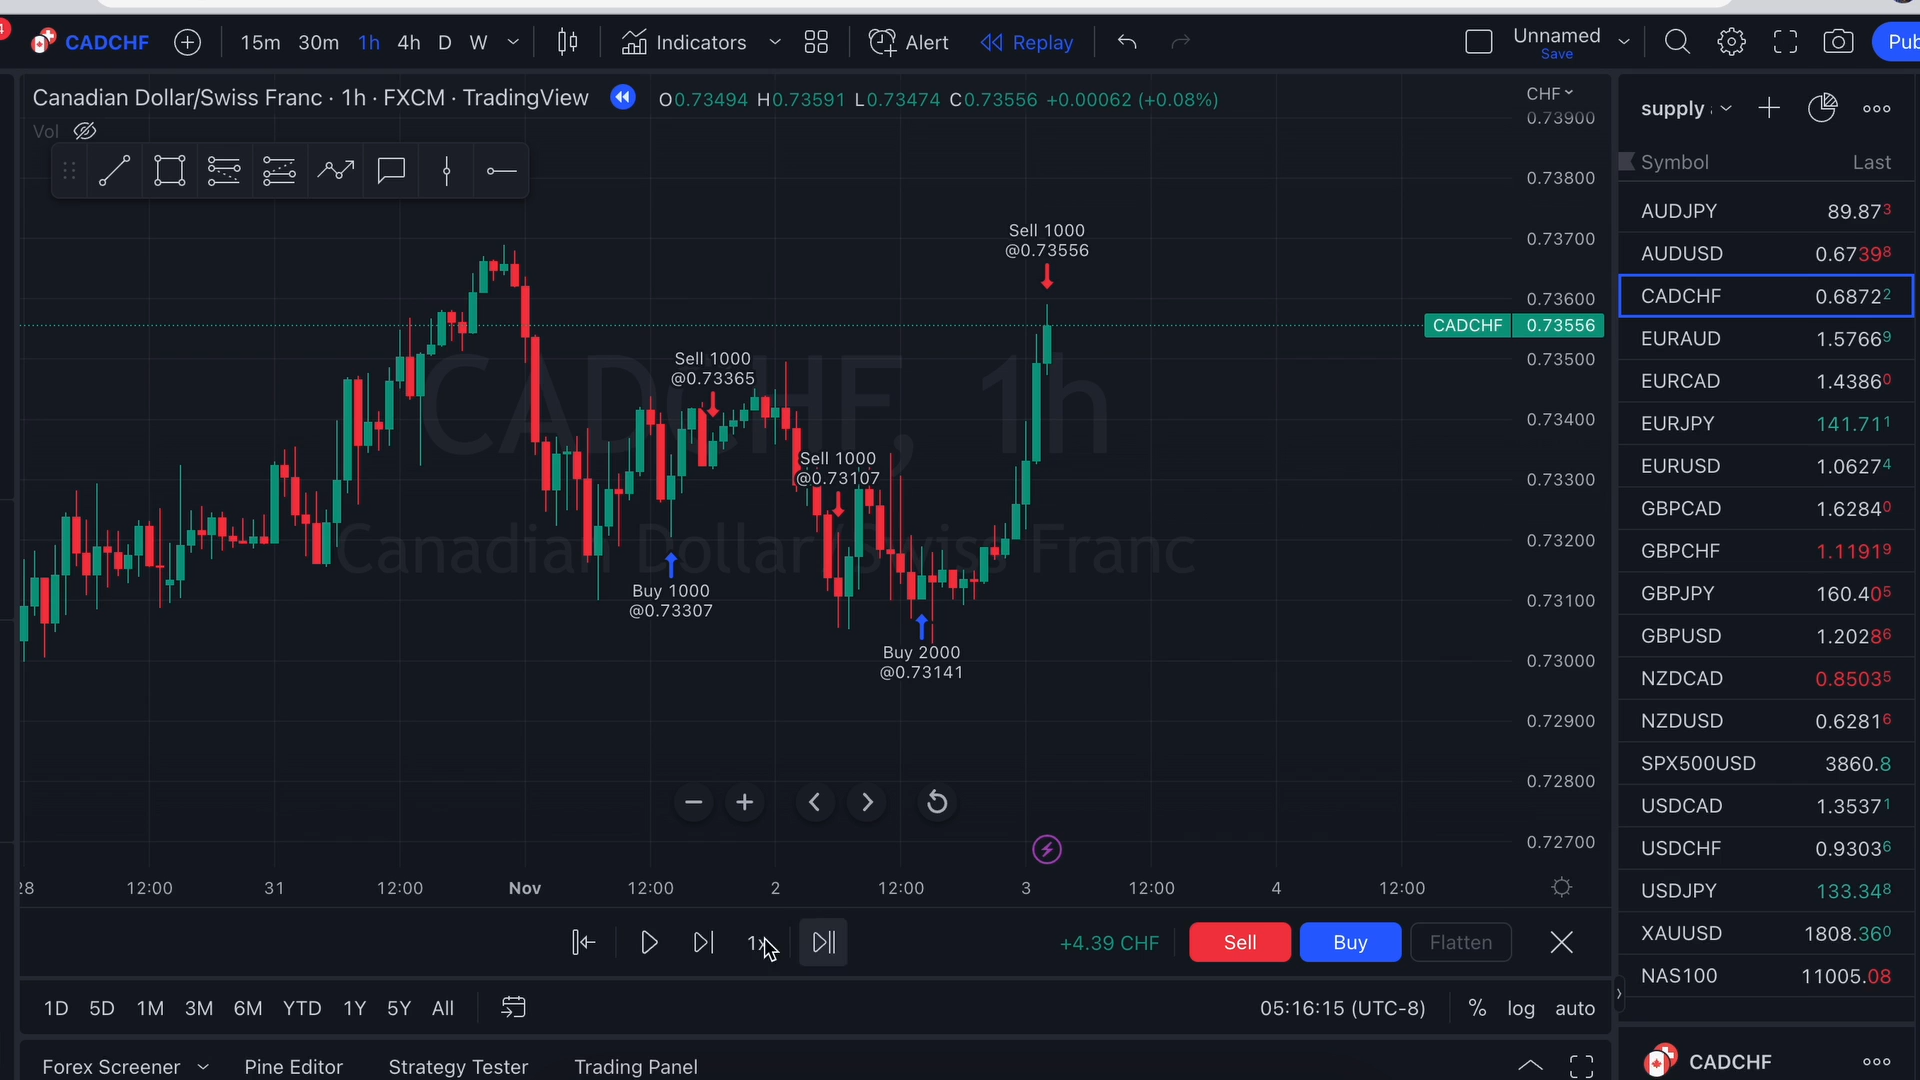 CADCHF
15m 30m 1h 4h D W
Indicators
Alert
Replay
Unnamed
Save
Canadian Dollar/Swiss Franc · 1h · FXCM · TradingView
O0.73494 H0.73591 L0.73474 C0.73556 +0.00062 (+0.08%)
Vol
CHF
0.73900
0.73800
0.73700
0.73600
CADCHF 0.73556
0.73500
0.73400
0.73300
0.73200
0.73100
0.73000
0.72900
0.72800
0.72700
CADCHF, 1h
Canadian Dollar/Swiss Franc
Sell 1000
@0.73556
Sell 1000
@0.73365
Sell 1000
@0.73107
Buy 1000
@0.73307
Buy 2000
@0.73141
28 12:00 31 12:00 Nov 12:00 2 12:00 3 12:00 4 12:00
+4.39 CHF
Sell
Buy
Flatten
1D 5D 1M 3M 6M YTD 1Y 5Y All
05:16:15 (UTC-8)
% log auto
Forex Screener Pine Editor Strategy Tester Trading Panel
supply
Symbol Last
AUDJPY 89.873
AUDUSD 0.67398
CADCHF 0.68722
EURAUD 1.57669
EURCAD 1.43860
EURJPY 141.711
EURUSD 1.06274
GBPCAD 1.62840
GBPCHF 1.11919
GBPJPY 160.405
GBPUSD 1.20286
NZDCAD 0.85035
NZDUSD 0.62816
SPX500USD 3860.8
USDCAD 1.35371
USDCHF 0.93036
USDJPY 133.348
XAUUSD 1808.360
NAS100 11005.08
CADCHF